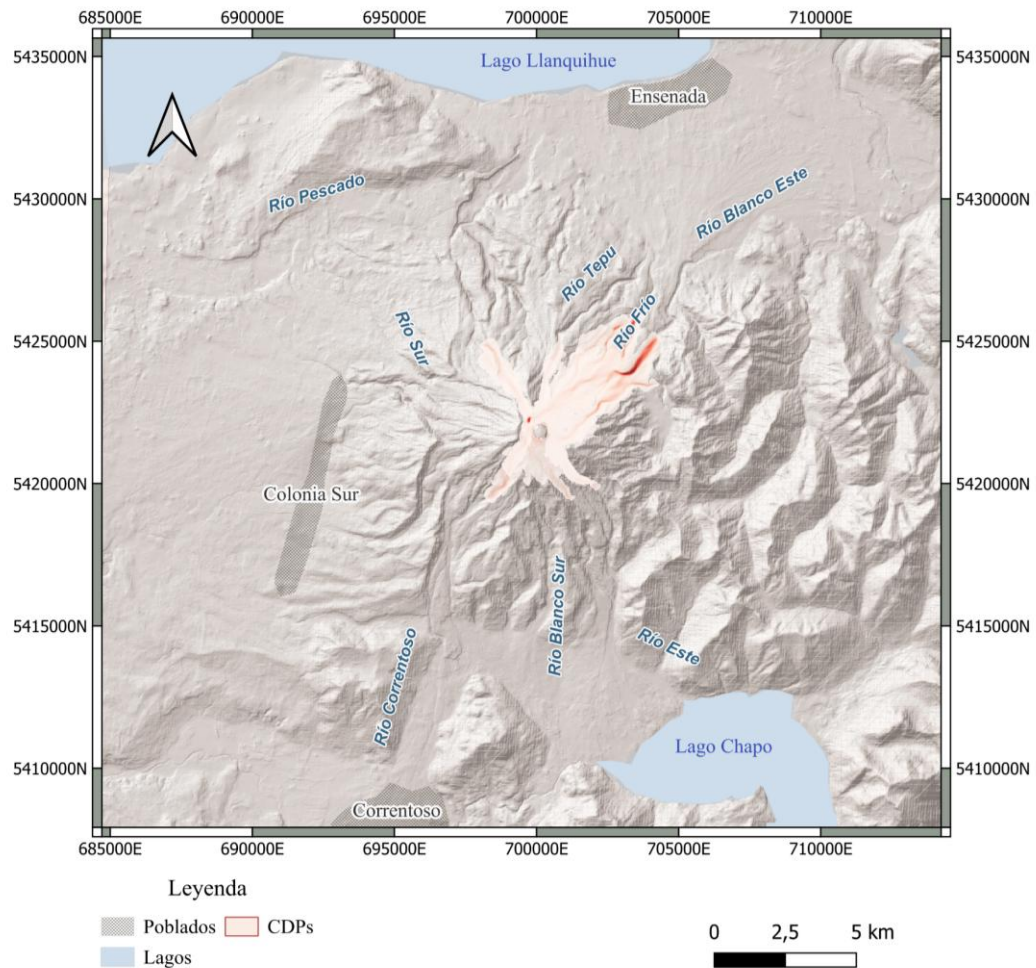 685000E 690000E 695000E 700000E 705000E 710000E
5435000N 5435000N
Lago Llanquihue
Ensenada
Río Pescado
5430000N 5430000N
Río Blanco Este
Río Tepu
Río Frío
Río Sur
5425000N 5425000N
5420000N 5420000N
Colonia Sur
Río Blanco Sur
5415000N 5415000N
Río Este
Río Correntoso
Lago Chapo
5410000N 5410000N
Correntoso
685000E 690000E 695000E 700000E 705000E 710000E
Leyenda
Poblados CDPs
Lagos
0 2,5 5 km